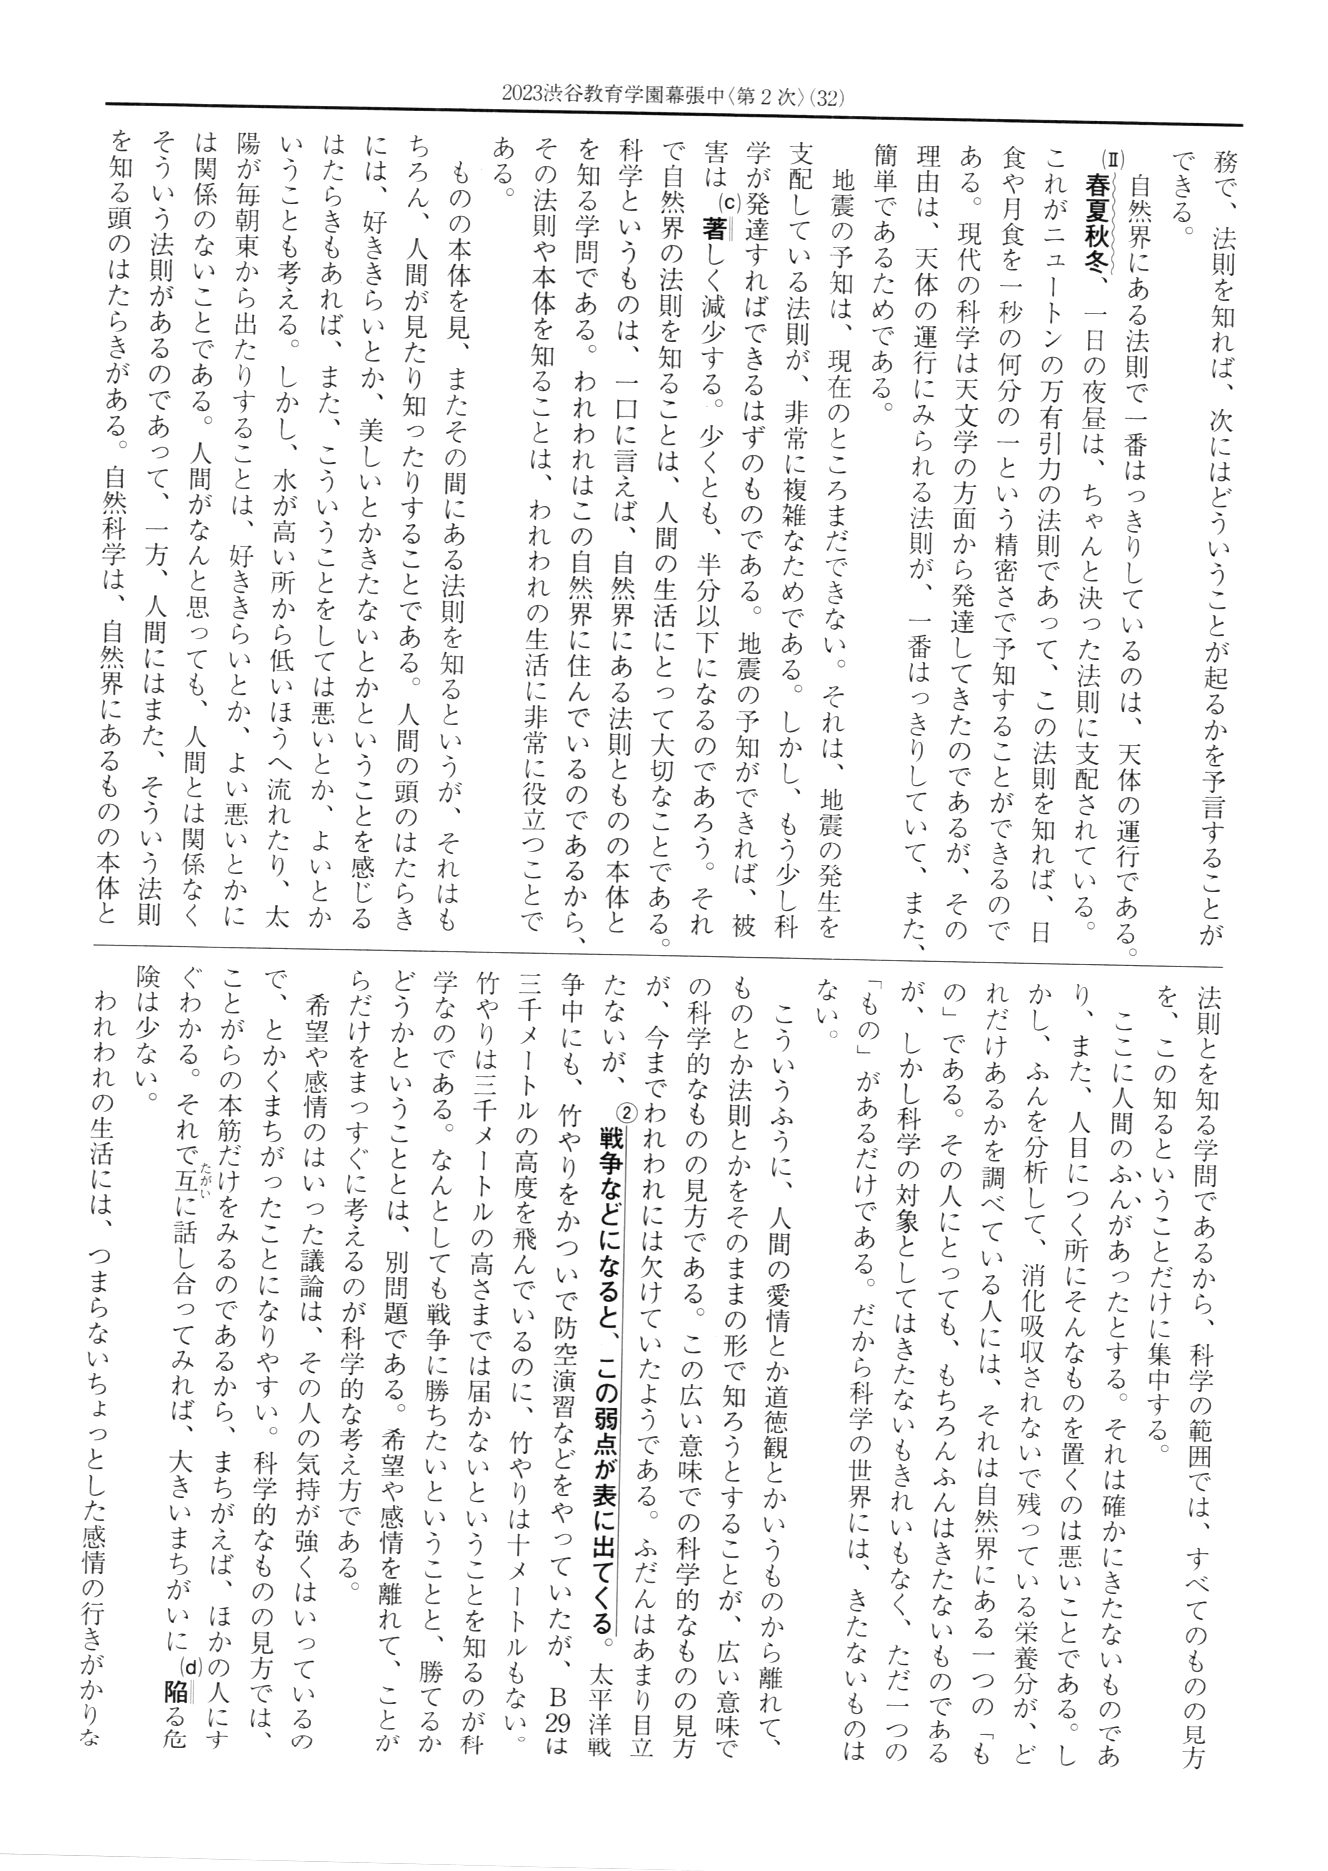 2023渋谷教育学園幕張中〈第2次〉(32)
務で、法則を知れば、次にはどういうことが起るかを予言することが
できる。
自然界にある法則で一番はっきりしているのは、天体の運行である。
(Ⅱ)春夏秋冬、一日の夜昼は、ちゃんと決った法則に支配されている。
これがニュートンの万有引力の法則であって、この法則を知れば、日
食や月食を一秒の何分の一という精密さで予知することができるので
ある。現代の科学は天文学の方面から発達してきたのであるが、その
理由は、天体の運行にみられる法則が、一番はっきりしていて、また、
簡単であるためである。
地震の予知は、現在のところまだできない。それは、地震の発生を
支配している法則が、非常に複雑なためである。しかし、もう少し科
学が発達すればできるはずのものである。地震の予知ができれば、被
害は(c)著しく減少する。少くとも、半分以下になるのであろう。それ
で自然界の法則を知ることは、人間の生活にとって大切なことである。
科学というものは、一口に言えば、自然界にある法則とものの本体と
を知る学問である。われわれはこの自然界に住んでいるのであるから、
その法則や本体を知ることは、われわれの生活に非常に役立つことで
ある。
ものの本体を見、またその間にある法則を知るというが、それはも
ちろん、人間が見たり知ったりすることである。人間の頭のはたらき
には、好ききらいとか、美しいとかきたないとかということを感じる
はたらきもあれば、また、こういうことをしては悪いとか、よいとか
いうことも考える。しかし、水が高い所から低いほうへ流れたり、太
陽が毎朝東から出たりすることは、好ききらいとか、よい悪いとかに
は関係のないことである。人間がなんと思っても、人間とは関係なく
そういう法則があるのであって、一方、人間にはまた、そういう法則
を知る頭のはたらきがある。自然科学は、自然界にあるものの本体と
法則とを知る学問であるから、科学の範囲では、すべてのものの見方
を、この知るということだけに集中する。
ここに人間のふんがあったとする。それは確かにきたないものであ
り、また、人目につく所にそんなものを置くのは悪いことである。し
かし、ふんを分析して、消化吸収されないで残っている栄養分が、ど
れだけあるかを調べている人には、それは自然界にある一つの「も
の」である。その人にとっても、もちろんふんはきたないものである
が、しかし科学の対象としてはきたないもきれいもなく、ただ一つの
「もの」があるだけである。だから科学の世界には、きたないものは
ない。
こういうふうに、人間の愛情とか道徳観とかいうものから離れて、
ものとか法則とかをそのままの形で知ろうとすることが、広い意味で
の科学的なものの見方である。この広い意味での科学的なものの見方
が、今までわれわれには欠けていたようである。ふだんはあまり目立
たないが、②戦争などになると、この弱点が表に出てくる。太平洋戦
争中にも、竹やりをかついで防空演習などをやっていたが、B29は
三千メートルの高度を飛んでいるのに、竹やりは十メートルもない。
竹やりは三千メートルの高さまでは届かないということを知るのが科
学なのである。なんとしても戦争に勝ちたいということと、勝てるか
どうかということとは、別問題である。希望や感情を離れて、ことが
らだけをまっすぐに考えるのが科学的な考え方である。
希望や感情のはいった議論は、その人の気持が強くはいっているの
で、とかくまちがったことになりやすい。科学的なものの見方では、
ことがらの本筋だけをみるのであるから、まちがえば、ほかの人にす
ぐわかる。それで互たがいに話し合ってみれば、大きいまちがいに(d)陥る危
険は少ない。
われわれの生活には、つまらないちょっとした感情の行きがかりな